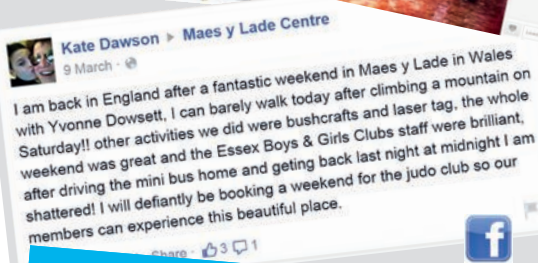 Kate Dawson ▸ Maes y Lade Centre
9 March ·
I am back in England after a fantastic weekend in Maes y Lade in Wales
with Yvonne Dowsett, I can barely walk today after climbing a mountain on
Saturday!! other activities we did were bushcrafts and laser tag, the whole
weekend was great and the Essex Boys & Girls Clubs staff were brilliant,
after driving the mini bus home and geting back last night at midnight I am
shattered! I will defiantly be booking a weekend for the judo club so our
members can experience this beautiful place.
Share · 3 1
f